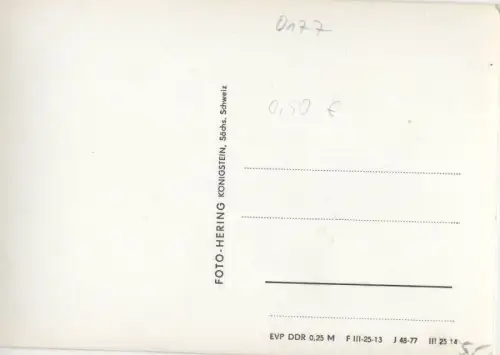 0177
0,50 €
FOTO-HERING KÖNIGSTEIN, Sächs. Schweiz
EVP DDR 0,25 M F III-25-13 J 48-77 III 25 14